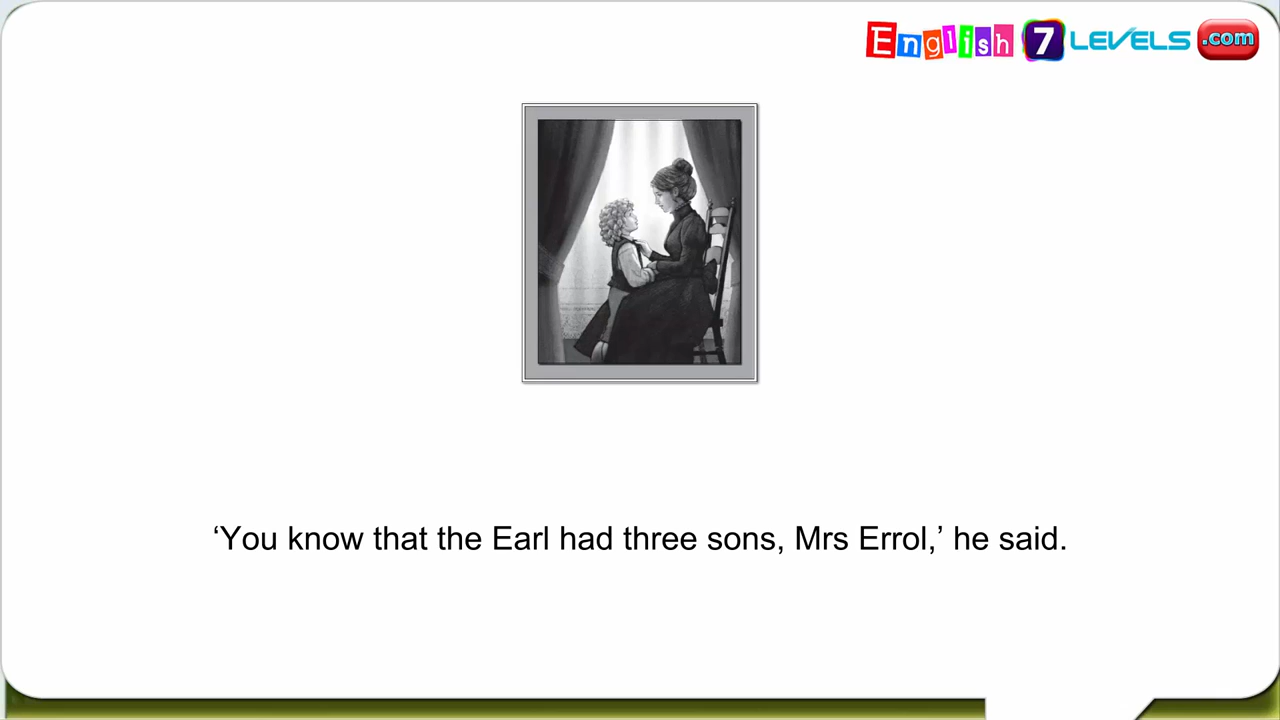 English 7 LEVELS .com
‘You know that the Earl had three sons, Mrs Errol,’ he said.